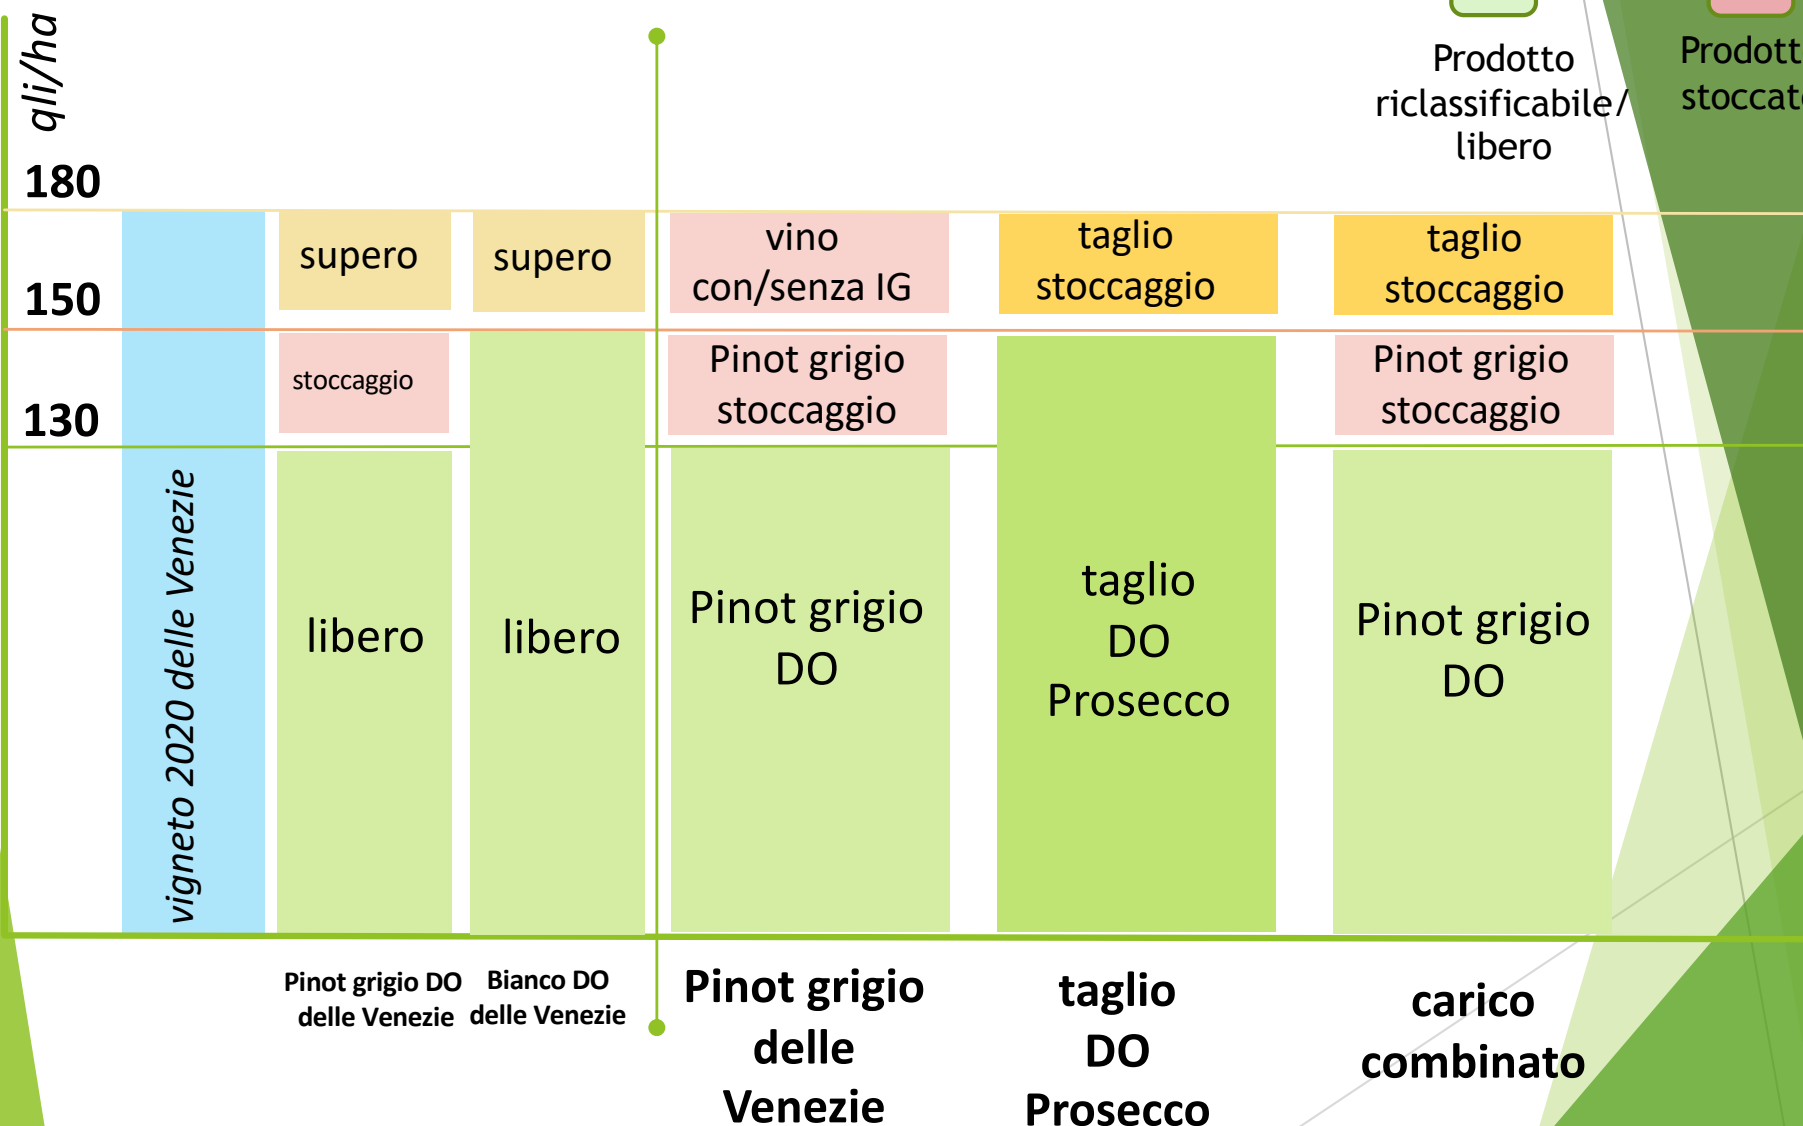 qli/ha
Prodotto
riclassificabile/
libero
Prodott
stoccat
180
150
130
vigneto 2020 delle Venezie
supero
stoccaggio
libero
supero
libero
vino
con/senza IG
Pinot grigio
stoccaggio
Pinot grigio
DO
taglio
stoccaggio
taglio
DO
Prosecco
taglio
stoccaggio
Pinot grigio
stoccaggio
Pinot grigio
DO
Pinot grigio DO
delle Venezie
Bianco DO
delle Venezie
Pinot grigio
delle
Venezie
taglio
DO
Prosecco
carico
combinato